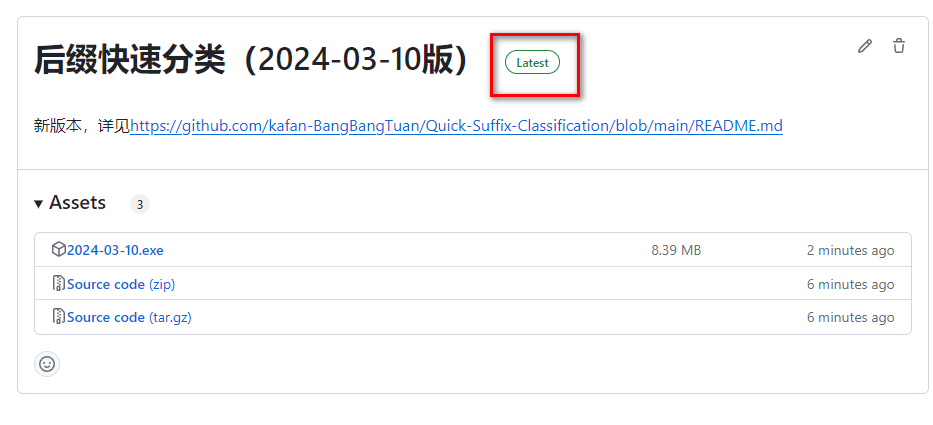 后缀快速分类（2024-03-10版） Latest
新版本，详见https://github.com/kafan-BangBangTuan/Quick-Suffix-Classification/blob/main/README.md
Assets 3
2024-03-10.exe 8.39 MB 2 minutes ago
Source code (zip) 6 minutes ago
Source code (tar.gz) 6 minutes ago